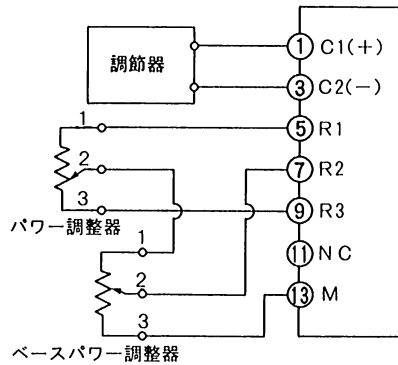 調節器
① C1(+)
③ C2(-)
1
⑤ R1
2
⑦ R2
3
⑨ R3
パワー調整器
1
⑪ NC
2
⑬ M
3
ベースパワー調整器